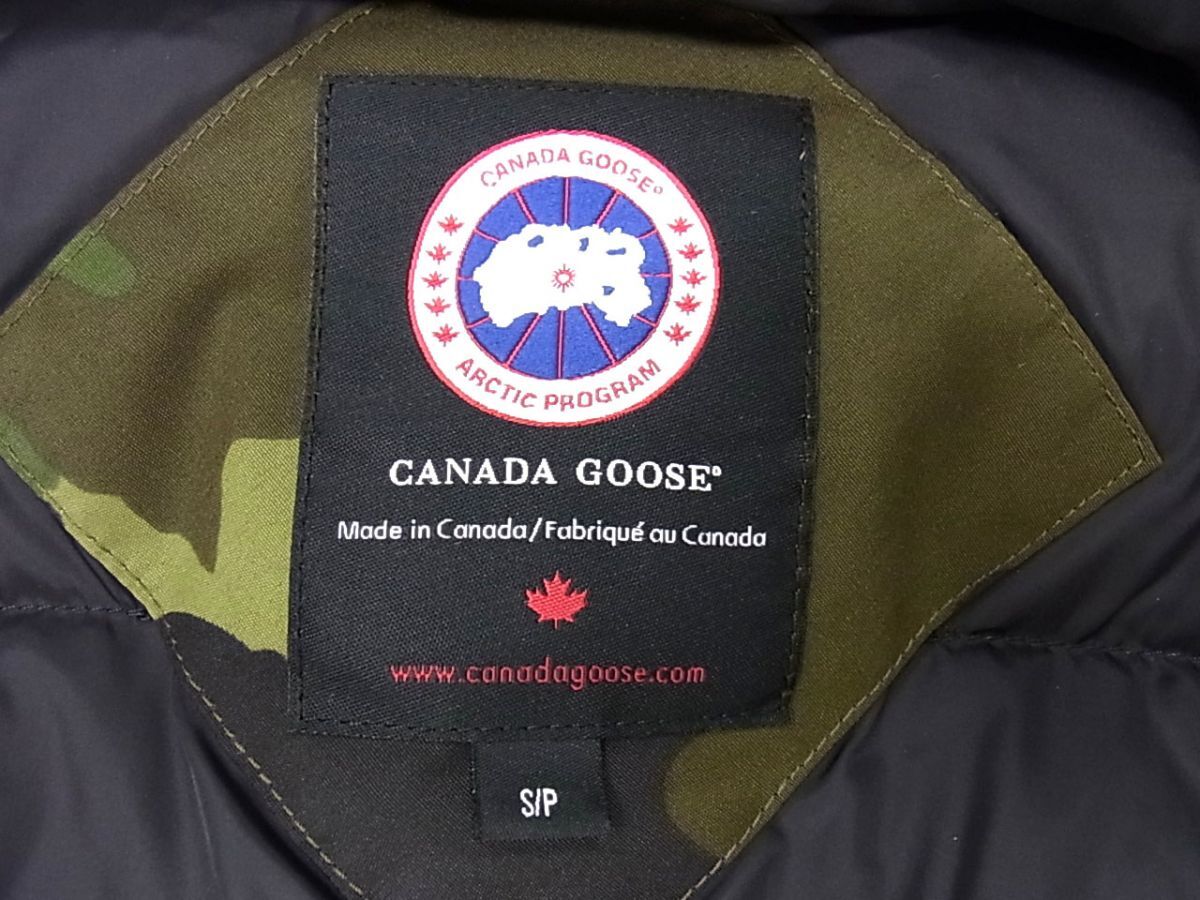 CANADA GOOSE®
ARCTIC PROGRAM
CANADA GOOSE®
Made in Canada/Fabriqué au Canada
www.canadagoose.com
S/P